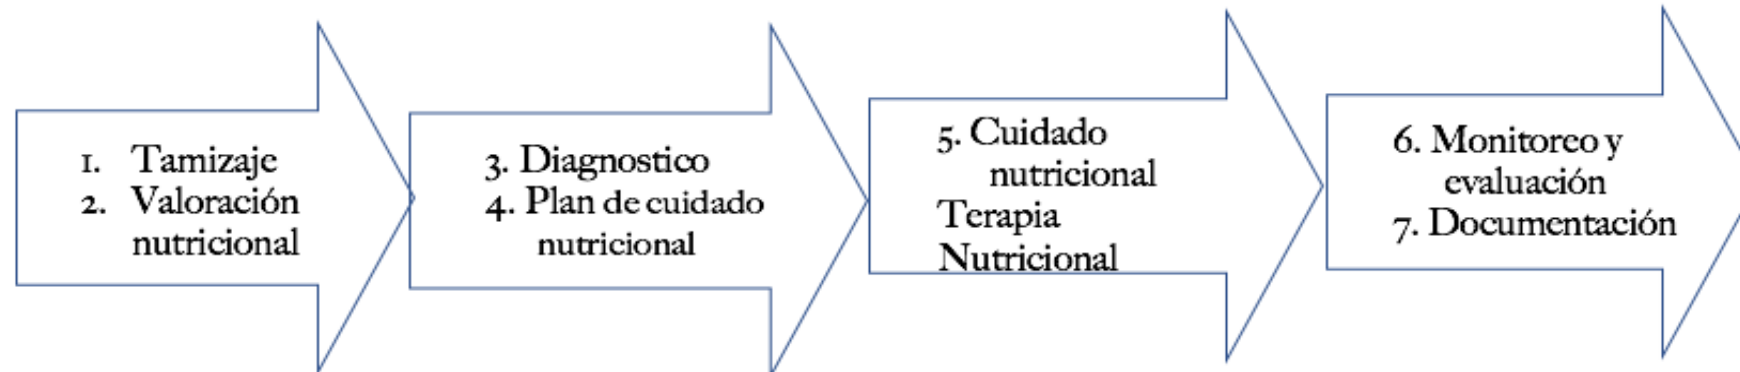 1. Tamizaje
2. Valoración
nutricional
3. Diagnostico
4. Plan de cuidado
nutricional
5. Cuidado
nutricional
Terapia
Nutricional
6. Monitoreo y
evaluación
7. Documentación